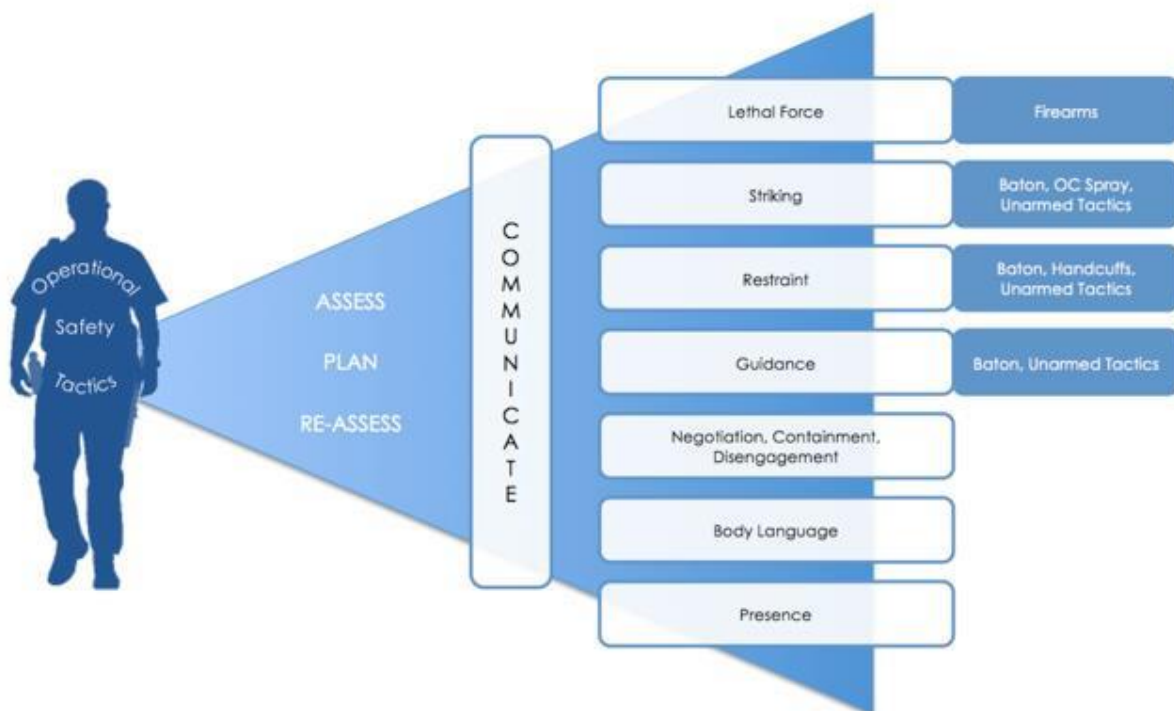 Operational
Safety
Tactics
ASSESS
PLAN
RE-ASSESS
COMMUNICATE
Lethal Force
Firearms
Striking
Baton, OC Spray,
Unarmed Tactics
Restraint
Baton, Handcuffs,
Unarmed Tactics
Guidance
Baton, Unarmed Tactics
Negotiation, Containment,
Disengagement
Body Language
Presence